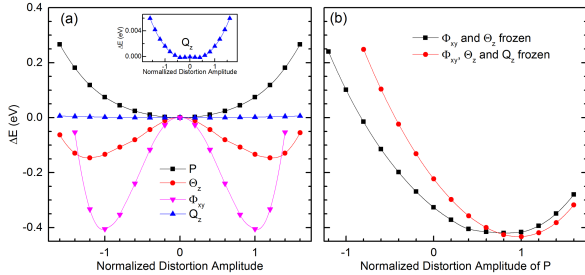 (a)
ΔE (eV)
0.4
0.2
0.0
-0.2
-0.4
-1
0
1
Normalized Distortion Amplitude
ΔE (eV)
0.004
0.000
Q_z
-1
0
1
Normalized Distortion Amplitude
P
Θ_z
Φ_xy
Q_z
(b)
Φ_xy and Θ_z frozen
Φ_xy, Θ_z and Q_z frozen
-1
0
1
Normalized Distortion Amplitude of P